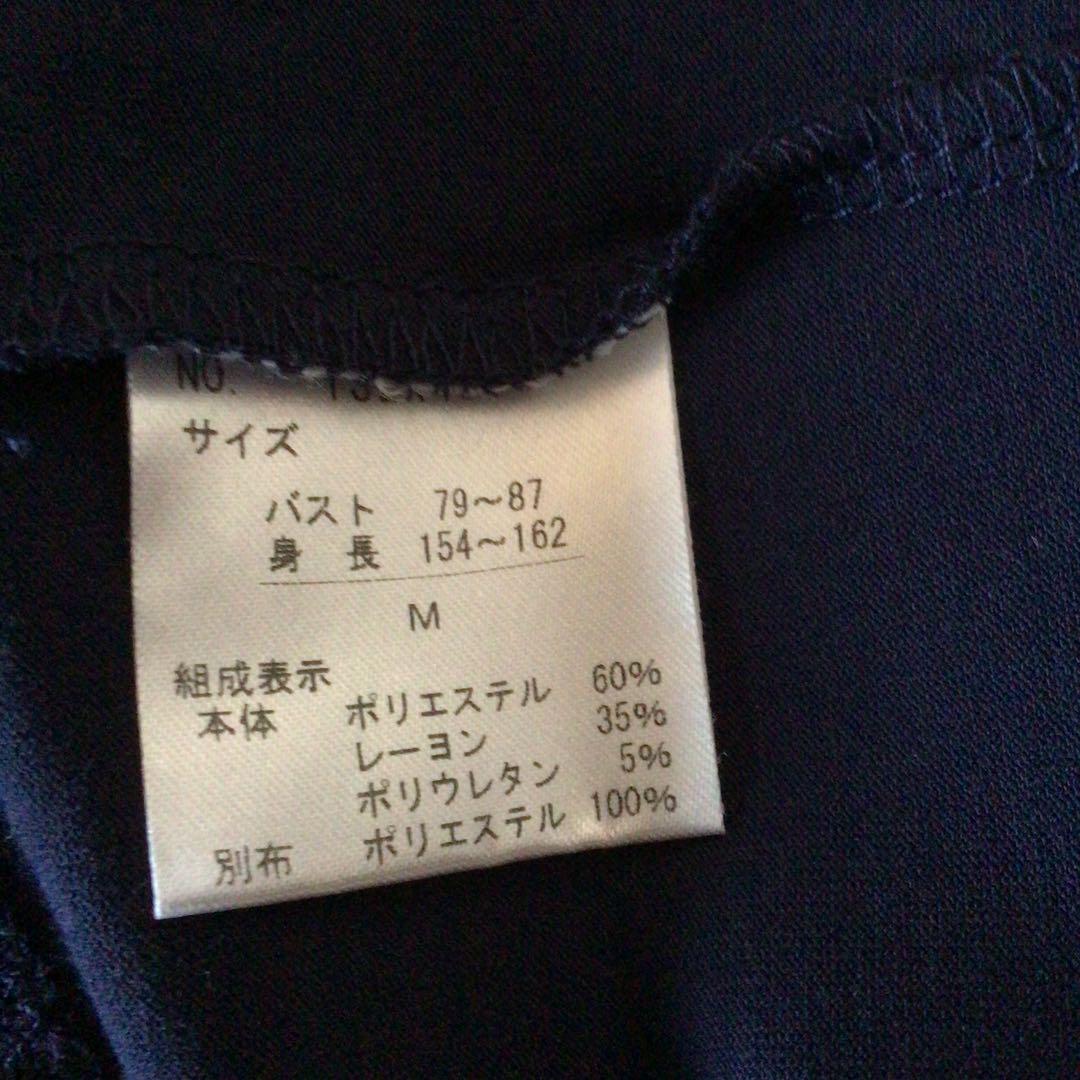 NO.
サイズ
バスト 79～87
身 長 154～162
M
組成表示
本体 ポリエステル 60%
レーヨン 35%
ポリウレタン 5%
別布 ポリエステル 100%